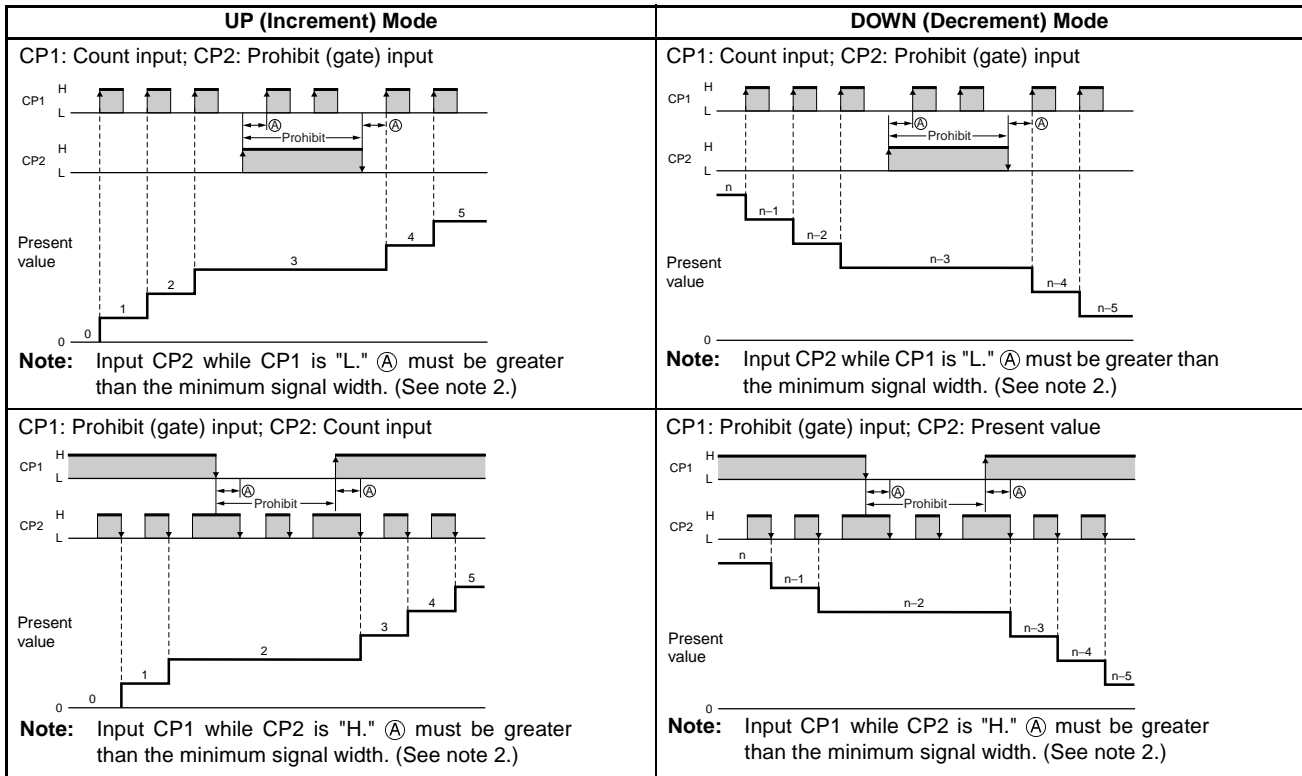 UP (Increment) Mode
DOWN (Decrement) Mode
CP1: Count input; CP2: Prohibit (gate) input
H
CP1
L
Ⓐ
Ⓐ
Prohibit
H
CP2
L
5
4
Present
value
3
2
1
0
0
Note: Input CP2 while CP1 is "L." Ⓐ must be greater
than the minimum signal width. (See note 2.)
CP1: Count input; CP2: Prohibit (gate) input
H
CP1
L
Ⓐ
Ⓐ
Prohibit
H
CP2
L
n
n–1
n–2
Present
value
n–3
n–4
n–5
0
Note: Input CP2 while CP1 is "L." Ⓐ must be greater than
the minimum signal width. (See note 2.)
CP1: Prohibit (gate) input; CP2: Count input
H
CP1
L
Ⓐ
Ⓐ
Prohibit
H
CP2
L
5
4
Present
value
3
2
1
0
0
Note: Input CP1 while CP2 is "H." Ⓐ must be greater
than the minimum signal width. (See note 2.)
CP1: Prohibit (gate) input; CP2: Present value
H
CP1
L
Ⓐ
Ⓐ
Prohibit
H
CP2
L
n
n–1
n–2
Present
value
n–3
n–4
n–5
0
Note: Input CP1 while CP2 is "H." Ⓐ must be greater
than the minimum signal width. (See note 2.)